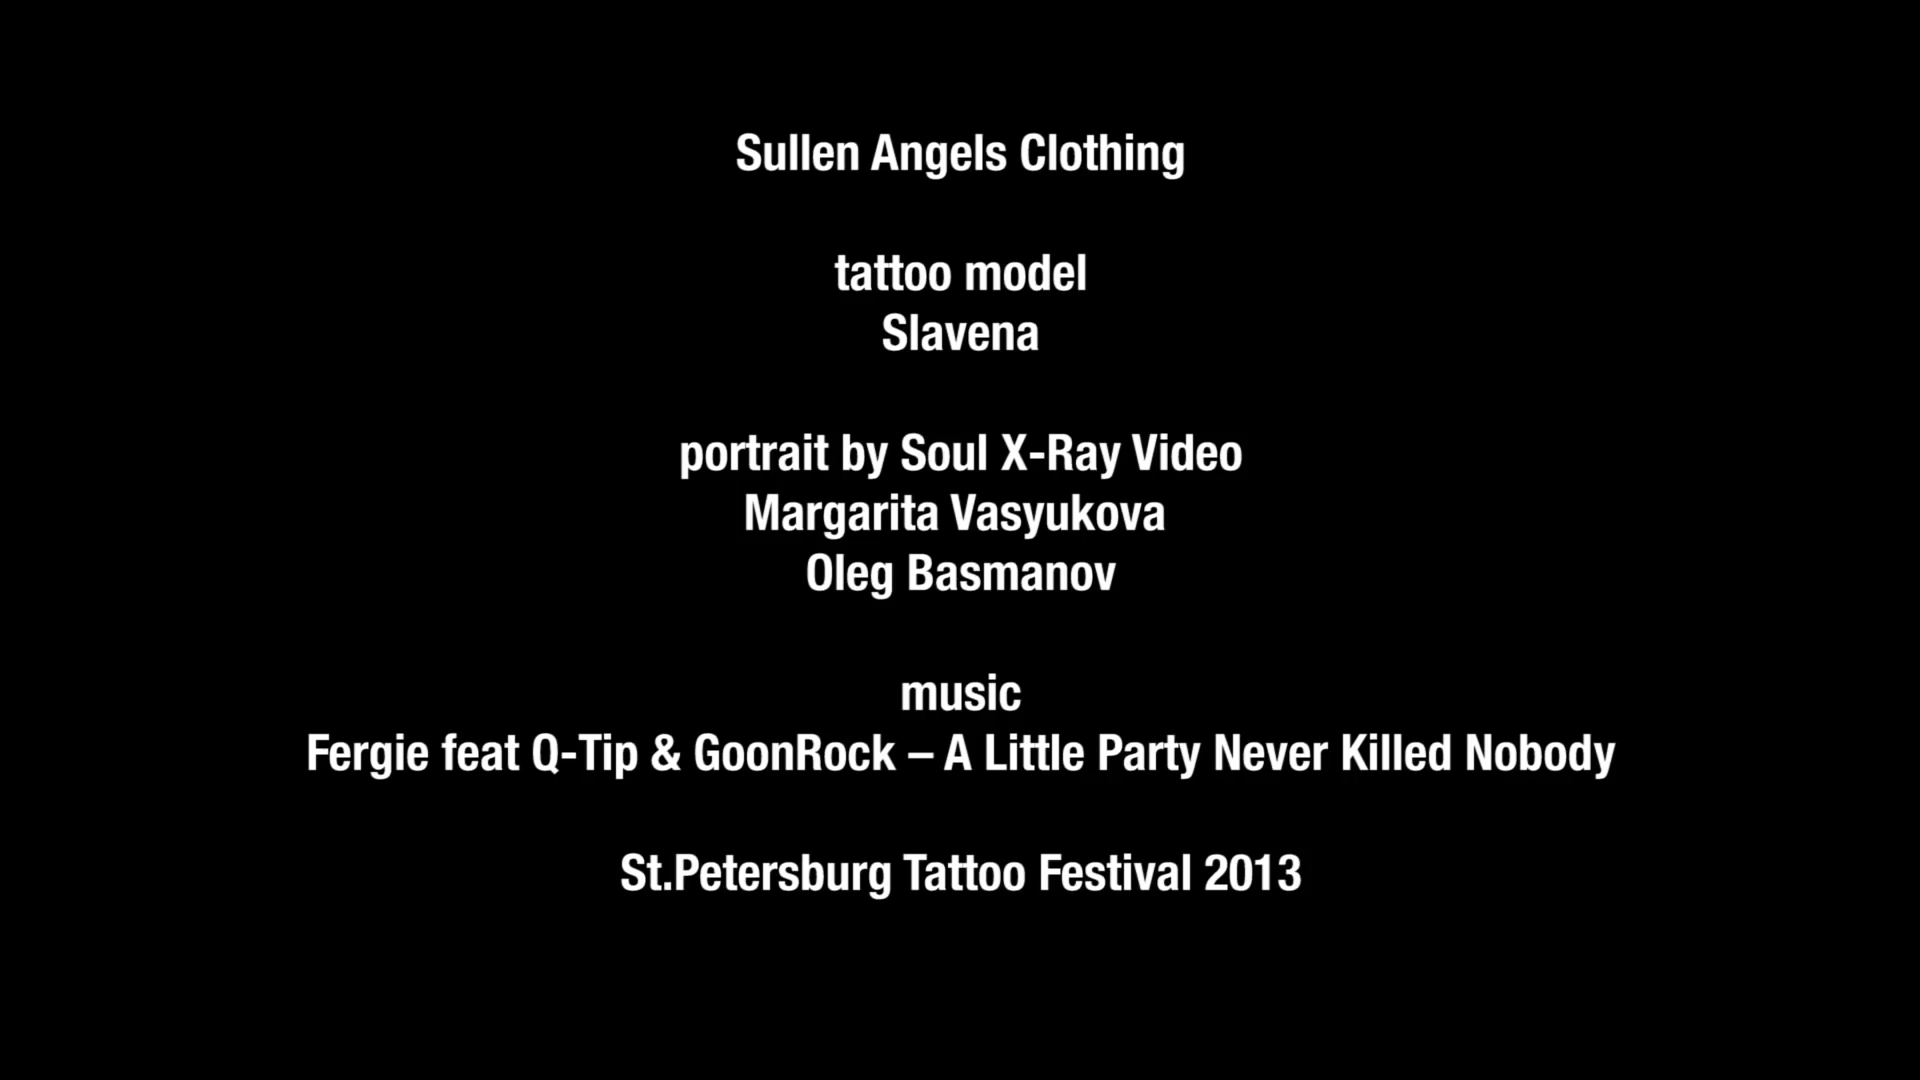 Sullen Angels Clothing
tattoo model
Slavena
portrait by Soul X-Ray Video
Margarita Vasyukova
Oleg Basmanov
music
Fergie feat Q-Tip & GoonRock – A Little Party Never Killed Nobody
St.Petersburg Tattoo Festival 2013